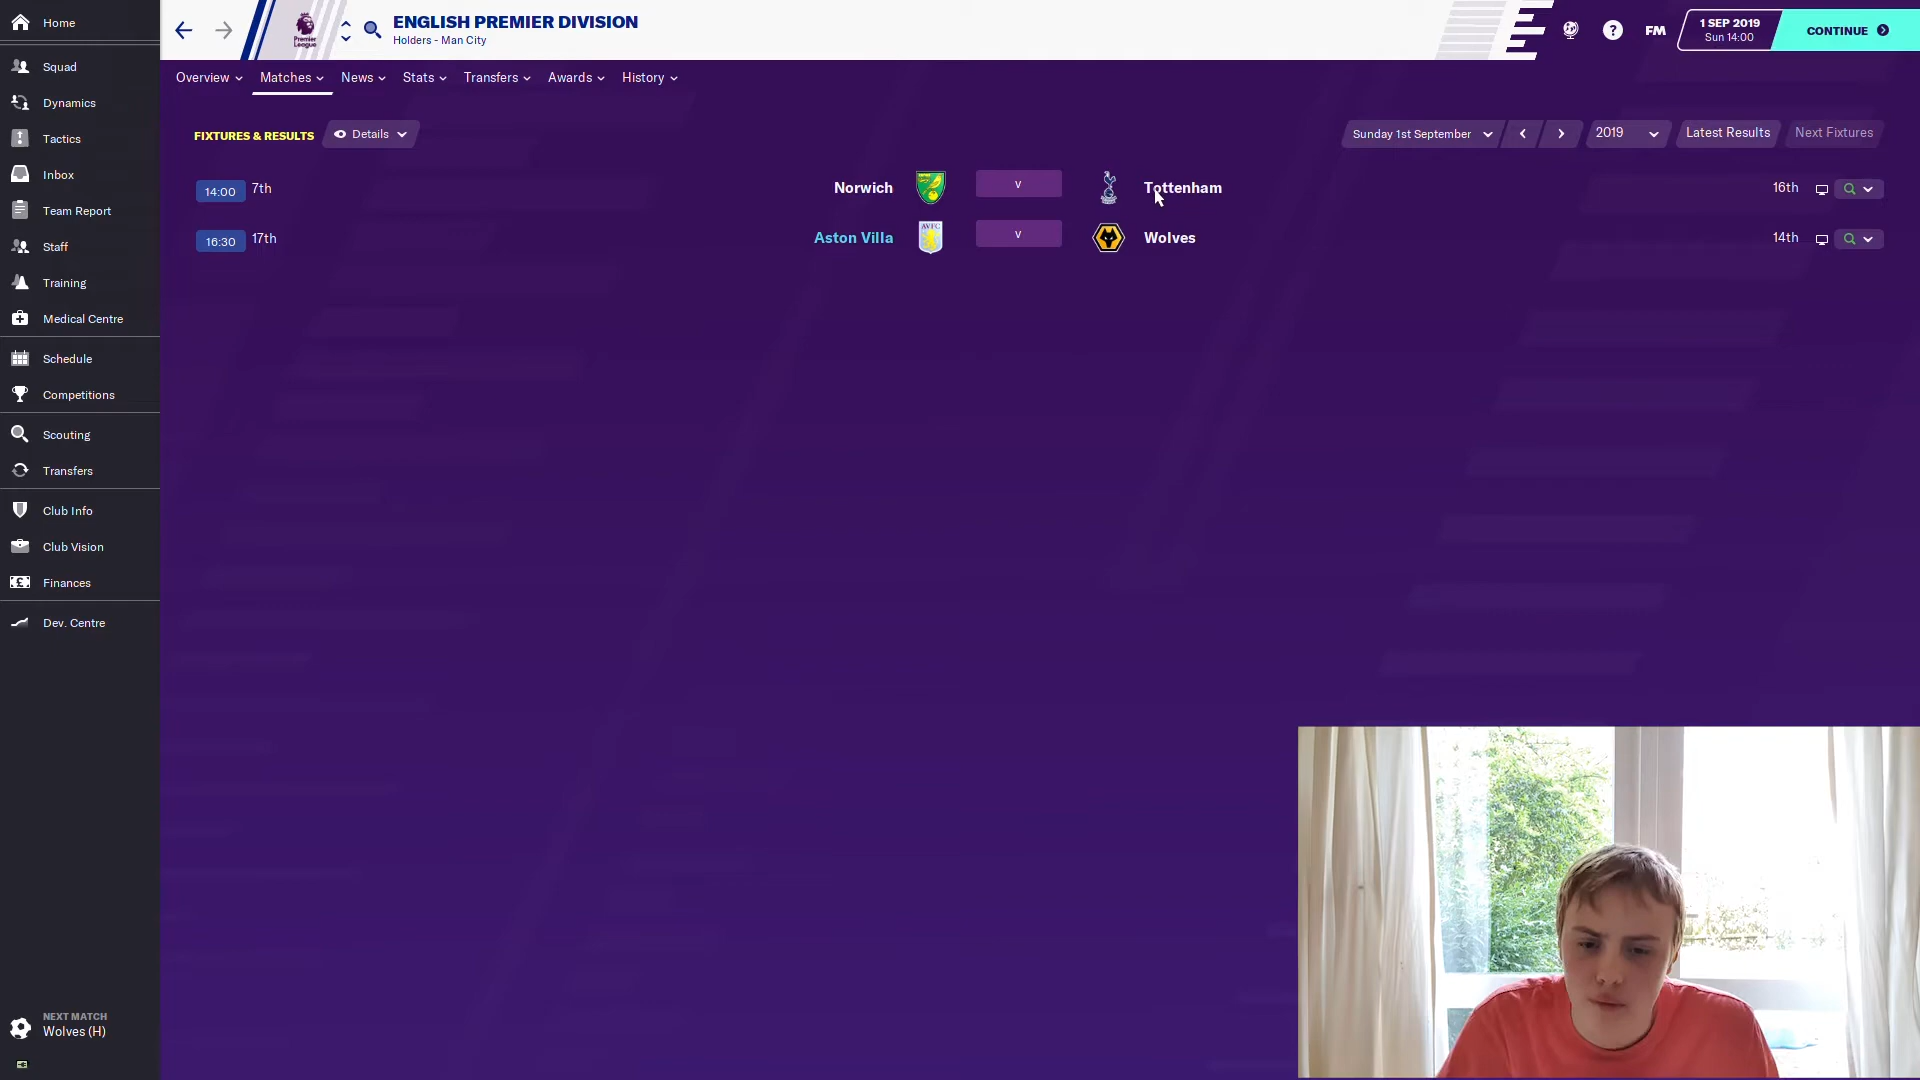 Home
Squad
Dynamics
Tactics
Inbox
Team Report
Staff
Training
Medical Centre
Schedule
Competitions
Scouting
Transfers
Club Info
Club Vision
Finances
Dev. Centre
NEXT MATCH
Wolves (H)
Premier League
ENGLISH PREMIER DIVISION
Holders - Man City
?
FM
1 SEP 2019
Sun 14:00
CONTINUE
Overview Matches News Stats Transfers Awards History
FIXTURES & RESULTS Details Sunday 1st September 2019 Latest Results Next Fixtures
14:00 7th Norwich v Tottenham 16th
16:30 17th Aston Villa AVFC v Wolves 14th